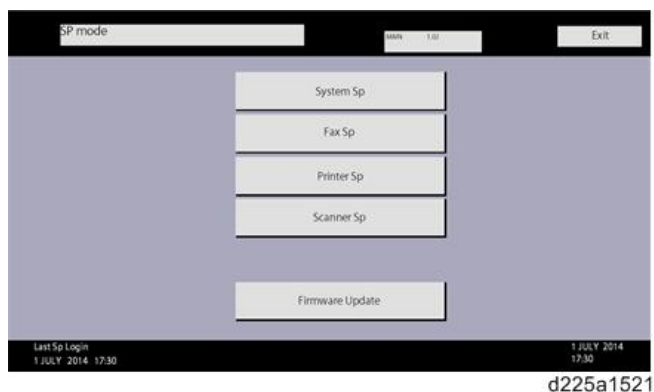 SP mode
MMN 1.02
Exit
System Sp
Fax Sp
Printer Sp
Scanner Sp
Firmware Update
Last Sp Login
1 JULY 2014 17:30
1 JULY 2014
17:30
d225a1521